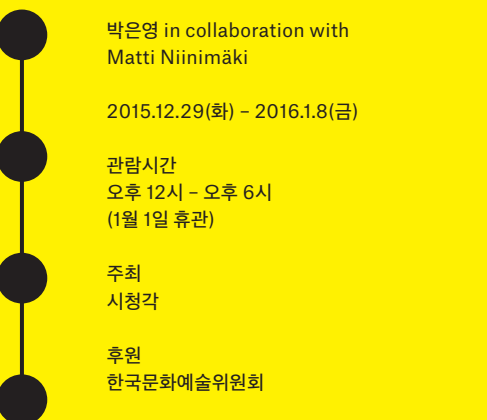 박은영 in collaboration with
Matti Niinimäki
2015.12.29(화) – 2016.1.8(금)
관람시간
오후 12시 – 오후 6시
(1월 1일 휴관)
주최
시청각
후원
한국문화예술위원회